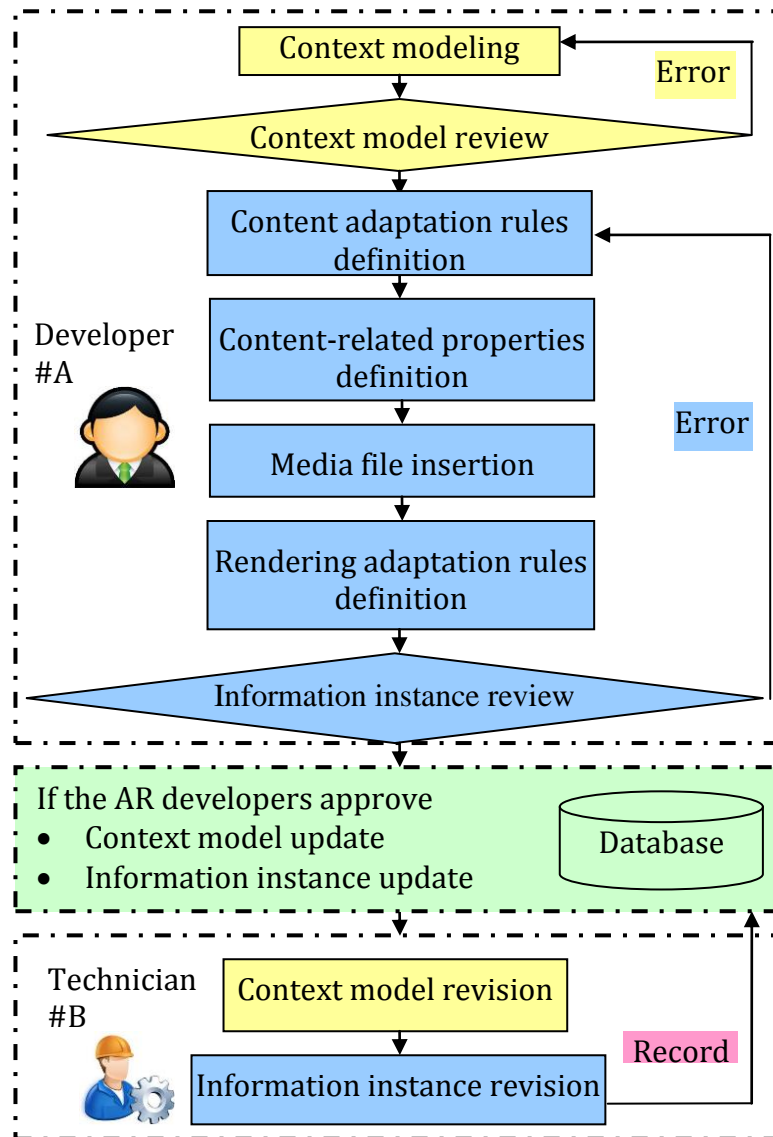 Context modeling
Error
Context model review
Content adaptation rules
definition
Developer
#A
Content-related properties
definition
Error
Media file insertion
Rendering adaptation rules
definition
Information instance review
If the AR developers approve
• Context model update
• Information instance update
Database
Technician
#B
Context model revision
Record
Information instance revision